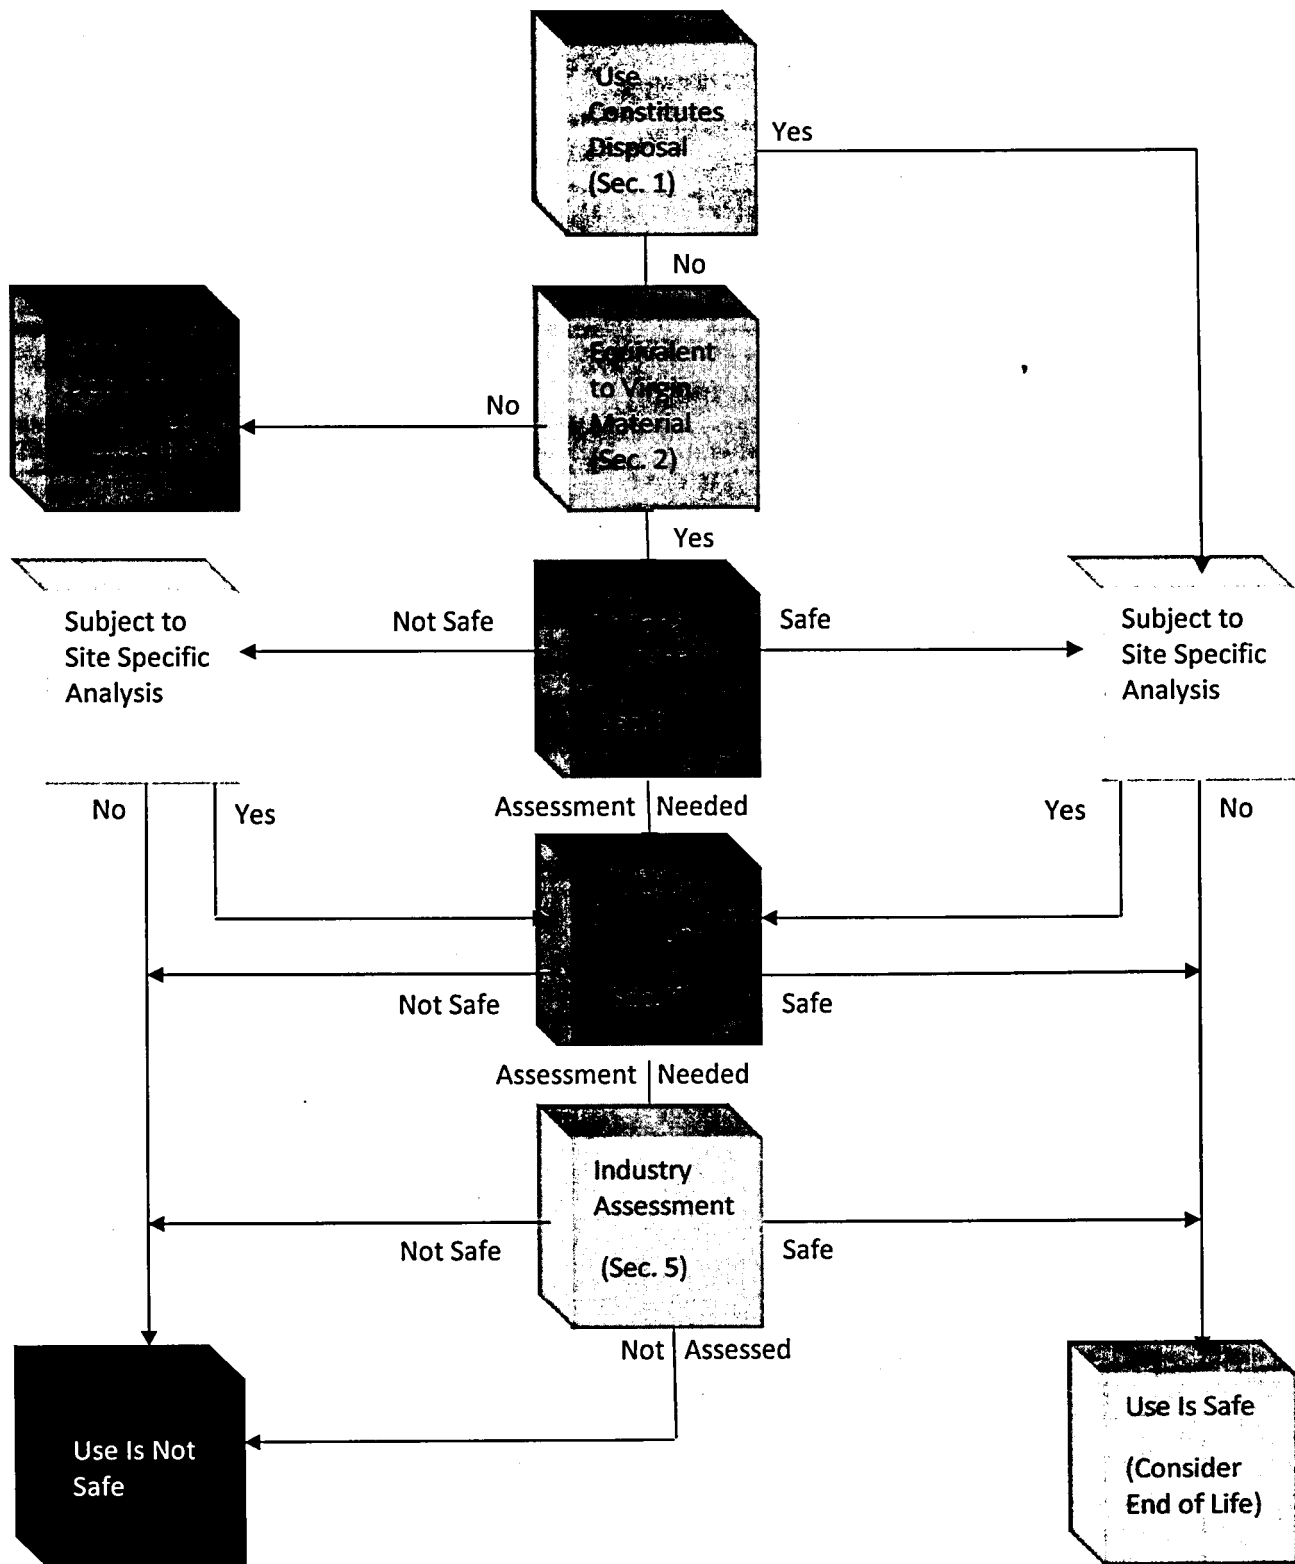 Use
Constitutes
Disposal
(Sec. 1)
Yes
No
Equivalent
to Virgin
Material
(Sec. 2)
No
Yes
Subject to
Site Specific
Analysis
Not Safe
Safe
Subject to
Site Specific
Analysis
No
Yes
Assessment Needed
Yes
No
Not Safe
Safe
Assessment Needed
Industry
Assessment
(Sec. 5)
Not Safe
Safe
Not Assessed
Use Is Not
Safe
Use Is Safe
(Consider
End of Life)